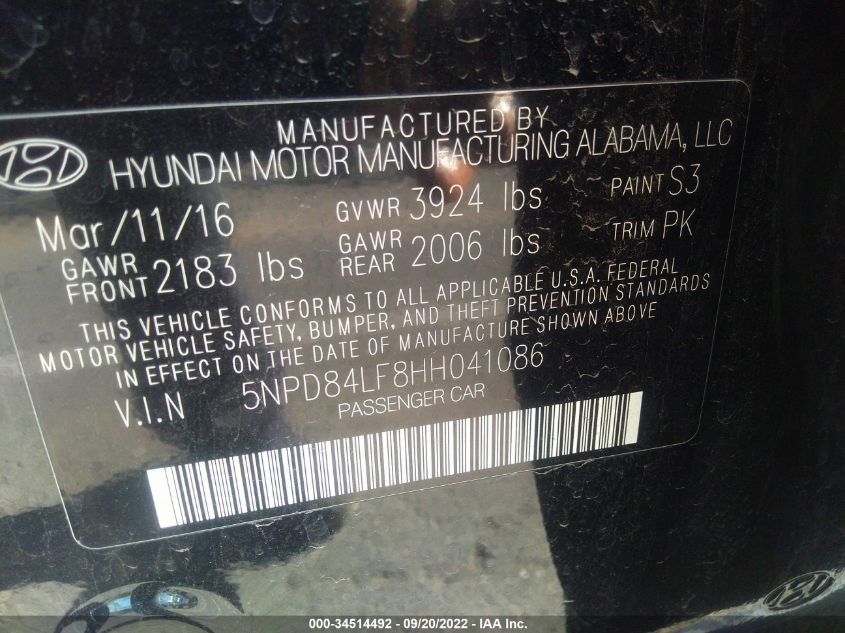 MANUFACTURED BY
HYUNDAI MOTOR MANUFACTURING ALABAMA, LLC
Mar/11/16 GVWR 3924 lbs PAINT S3
GAWR FRONT 2183 lbs GAWR REAR 2006 lbs TRIM PK
THIS VEHICLE CONFORMS TO ALL APPLICABLE U.S.A. FEDERAL
MOTOR VEHICLE SAFETY, BUMPER, AND THEFT PREVENTION STANDARDS
IN EFFECT ON THE DATE OF MANUFACTURE SHOWN ABOVE
V.I.N 5NPD84LF8HH041086
PASSENGER CAR
000-34514492 - 09/20/2022 - IAA Inc.